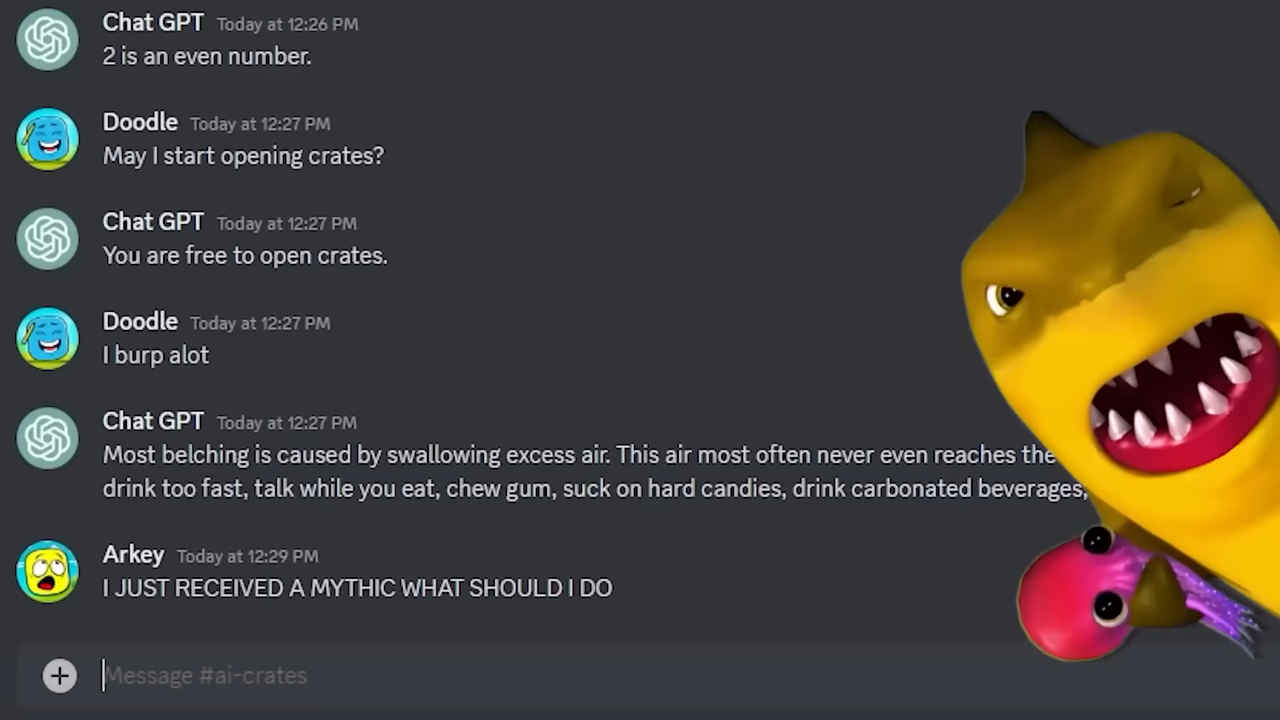 Chat GPT Today at 12:26 PM
2 is an even number.
Doodle Today at 12:27 PM
May I start opening crates?
Chat GPT Today at 12:27 PM
You are free to open crates.
Doodle Today at 12:27 PM
I burp alot
Chat GPT Today at 12:27 PM
Most belching is caused by swallowing excess air. This air most often never even reaches the
drink too fast, talk while you eat, chew gum, suck on hard candies, drink carbonated beverages,
Arkey Today at 12:29 PM
I JUST RECEIVED A MYTHIC WHAT SHOULD I DO
Message #ai-crates